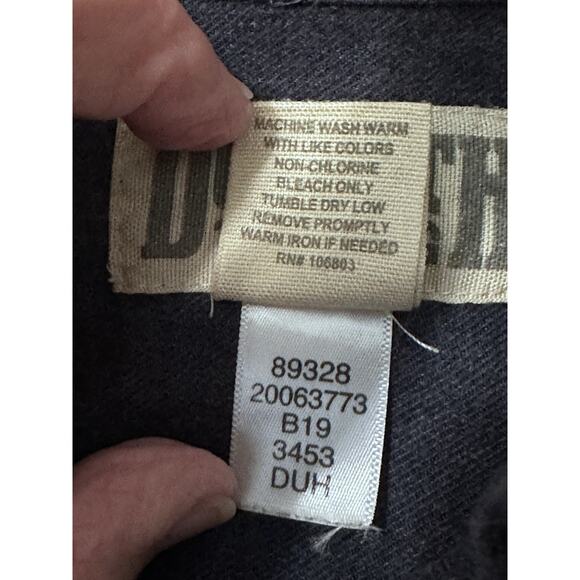 MACHINE WASH WARM
WITH LIKE COLORS
NON-CHLORINE
BLEACH ONLY
TUMBLE DRY LOW
REMOVE PROMPTLY
WARM IRON IF NEEDED
RN# 106803
89328
20063773
B19
3453
DUH